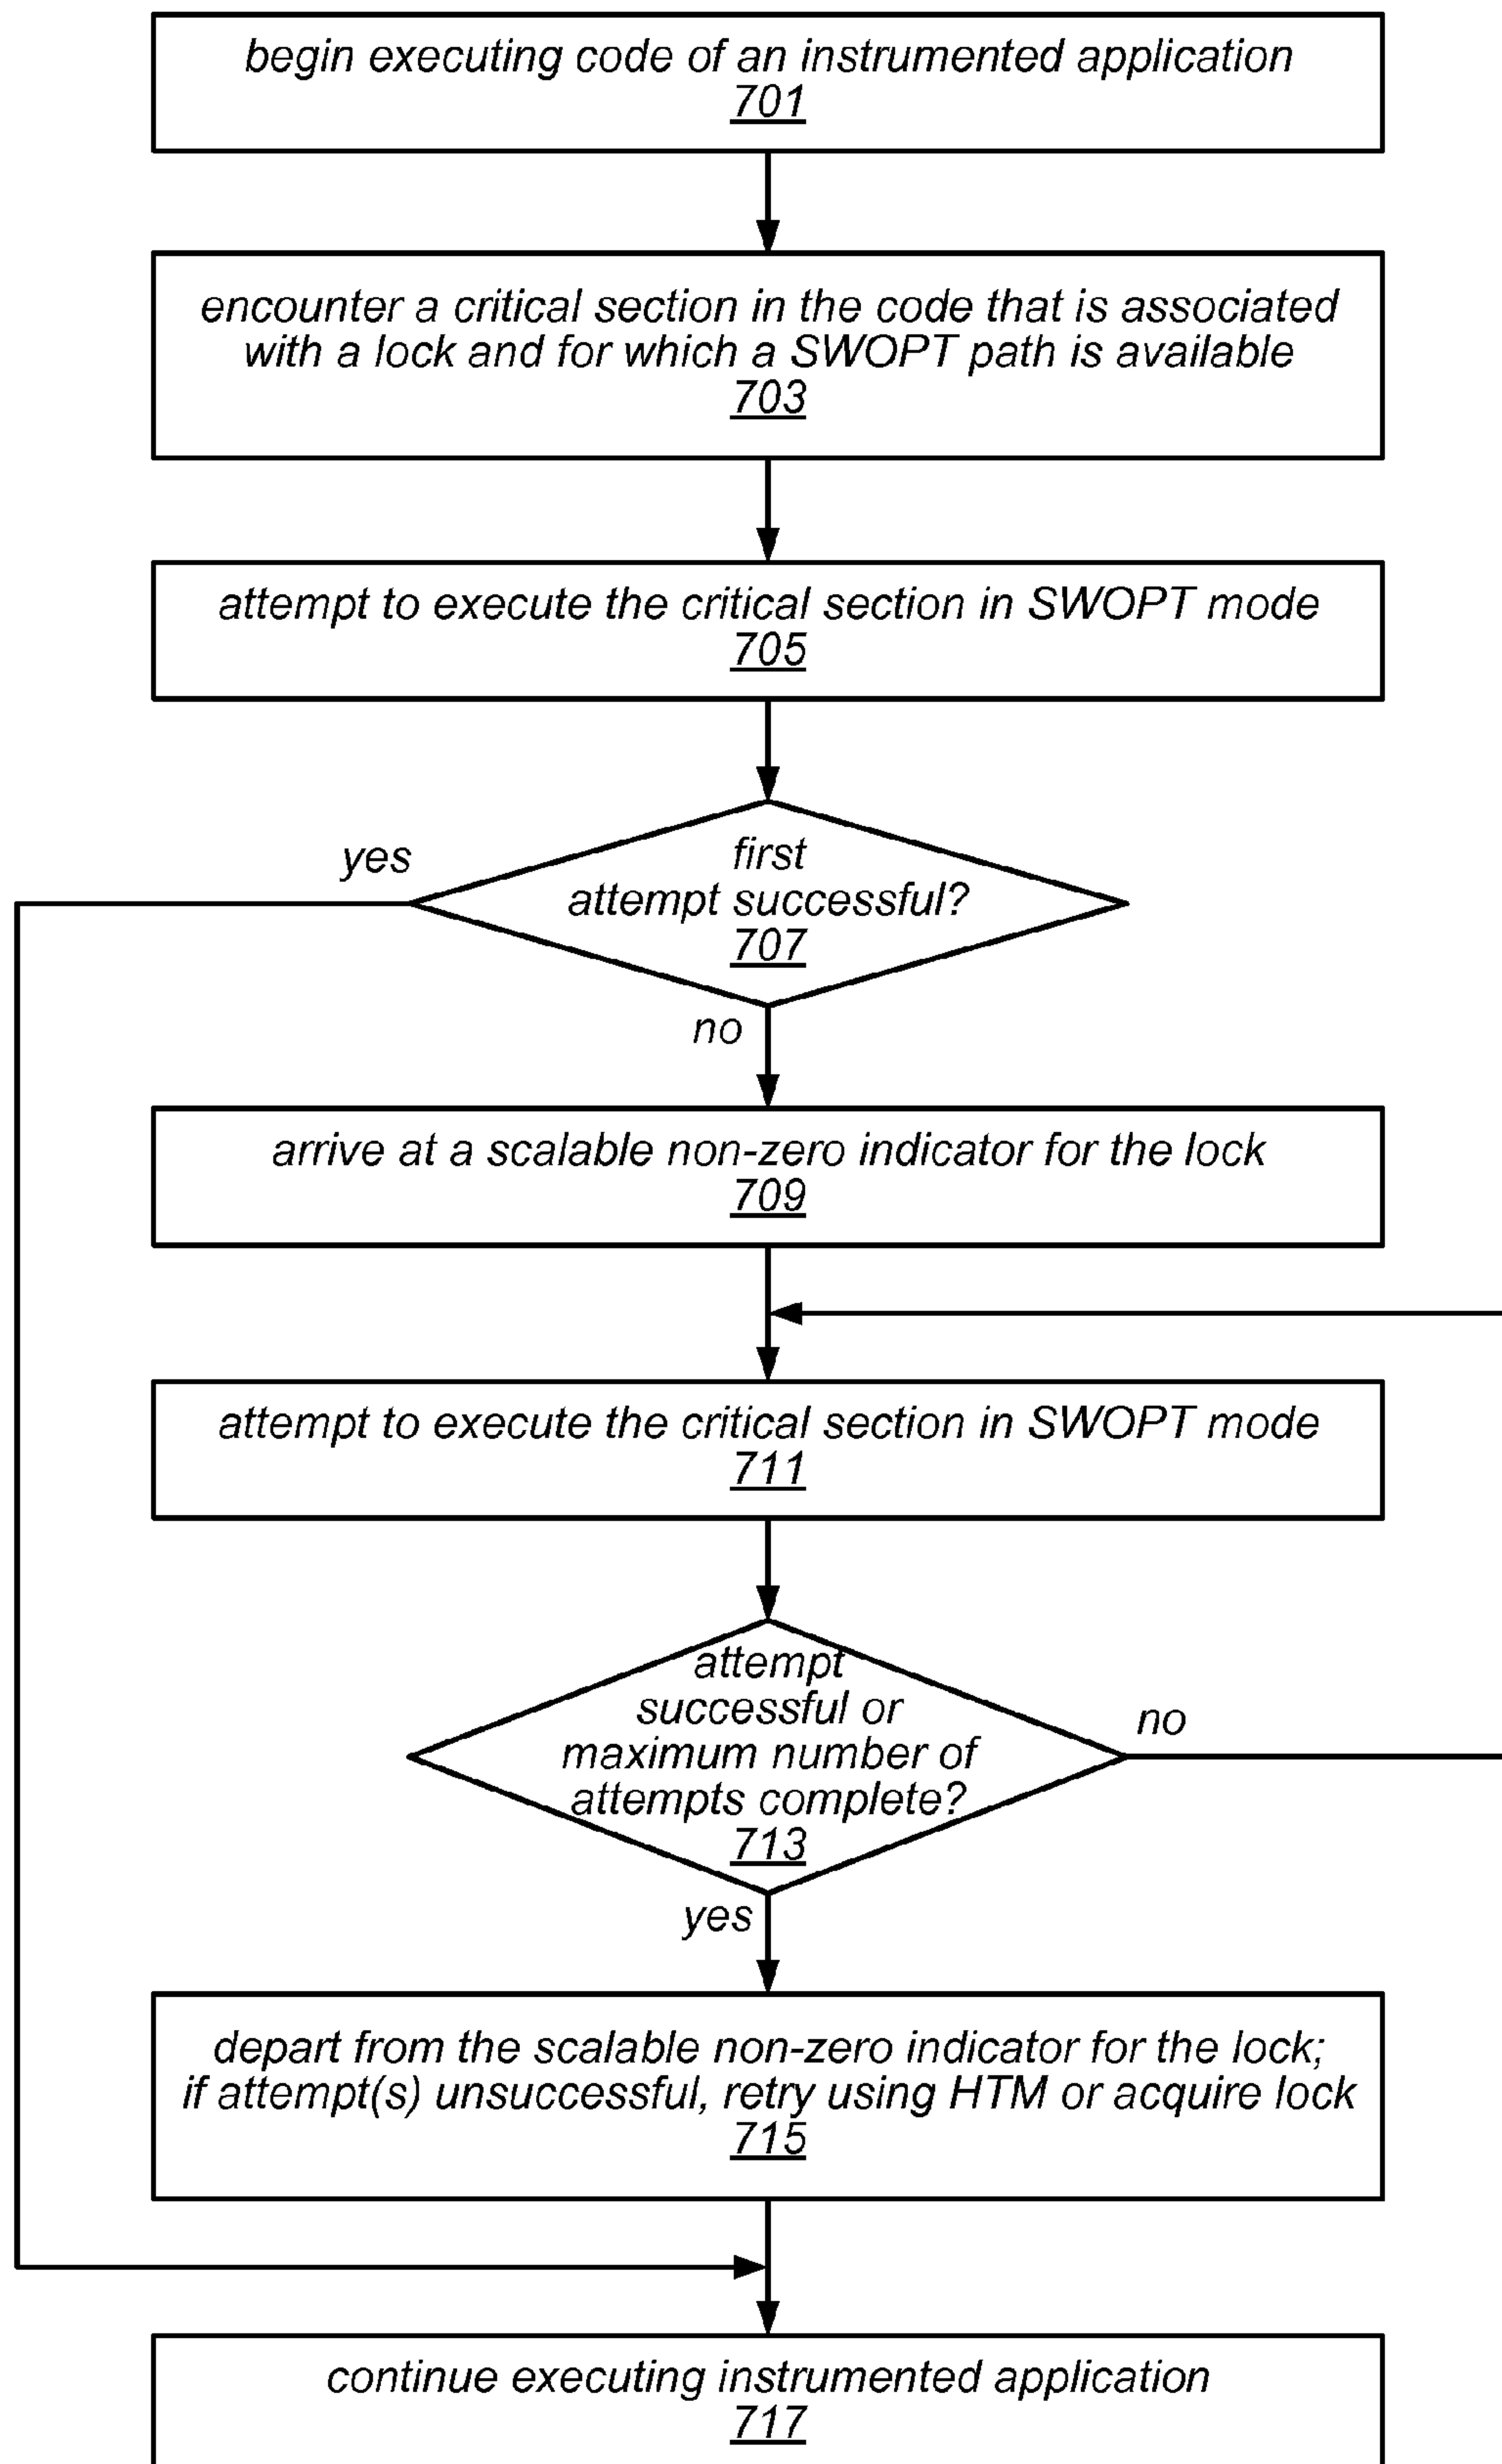 begin executing code of an instrumented application
701
encounter a critical section in the code that is associated
with a lock and for which a SWOPT path is available
703
attempt to execute the critical section in SWOPT mode
705
yes
first
attempt successful?
707
no
arrive at a scalable non-zero indicator for the lock
709
attempt to execute the critical section in SWOPT mode
711
attempt
successful or
maximum number of
attempts complete?
713
no
yes
depart from the scalable non-zero indicator for the lock;
if attempt(s) unsuccessful, retry using HTM or acquire lock
715
continue executing instrumented application
717